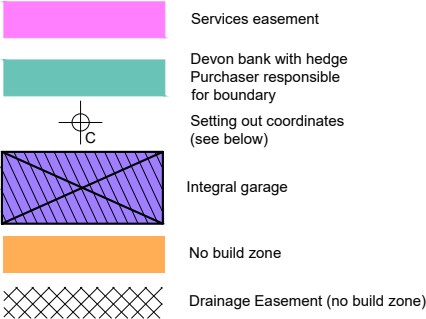 Services easement
Devon bank with hedge
Purchaser responsible
for boundary
C
Setting out coordinates
(see below)
Integral garage
No build zone
Drainage Easement (no build zone)